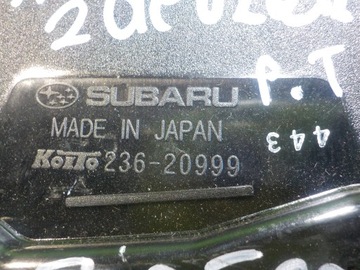 SUBARU
P.T
MADE IN JAPAN
443
KOITO 236-20999